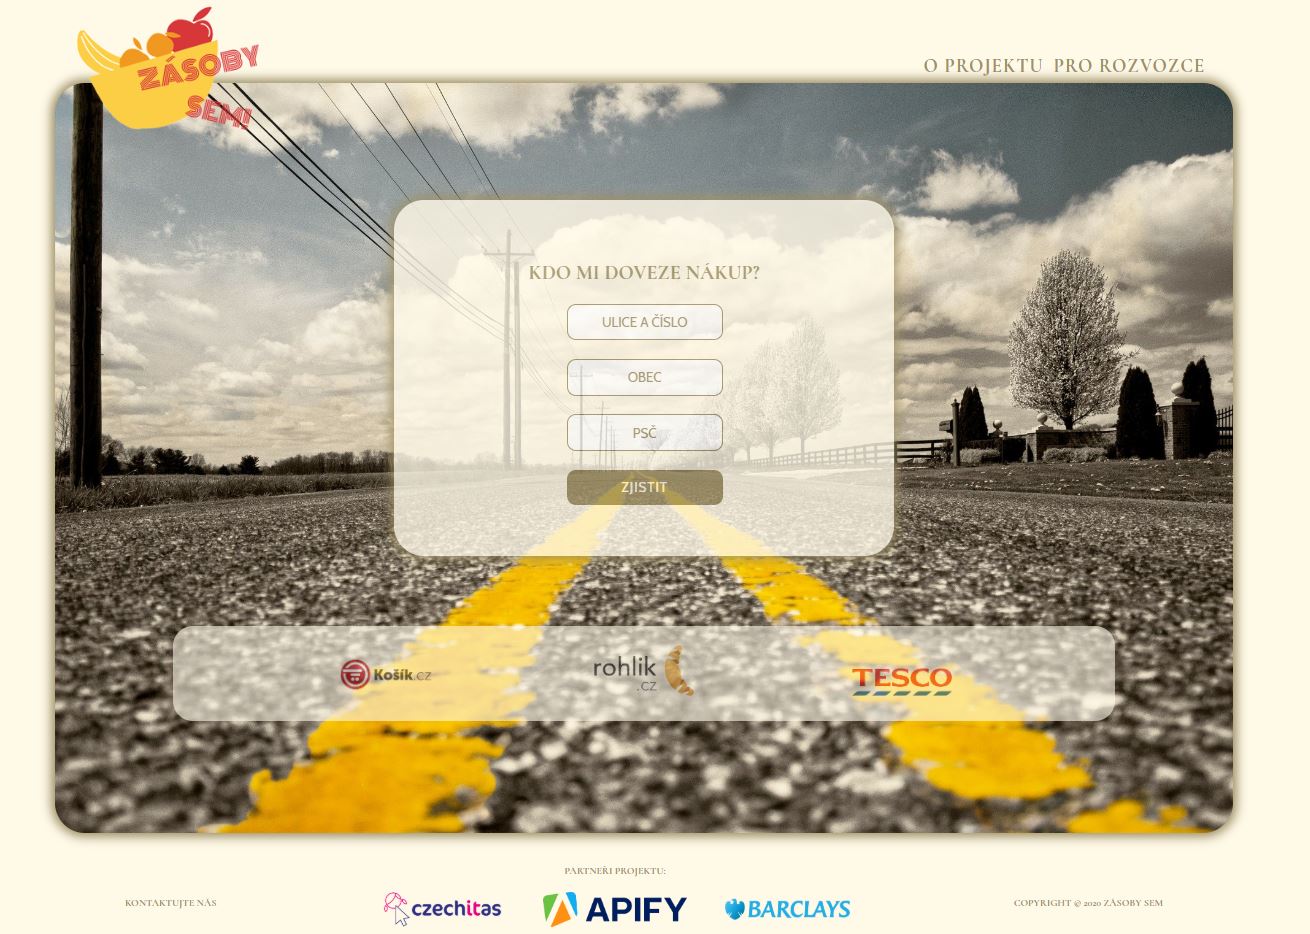 ZÁSOBY
SEM!
O PROJEKTU PRO ROZVOZCE
KDO MI DOVEZE NÁKUP?
ULICE A ČÍSLO
OBEC
PSČ
ZJISTIT
Košík.cz
rohlik
.cz
TESCO
PARTNEŘI PROJEKTU:
KONTAKTUJTE NÁS
czechitas
APIFY
BARCLAYS
COPYRIGHT @ 2020 ZÁSOBY SEM